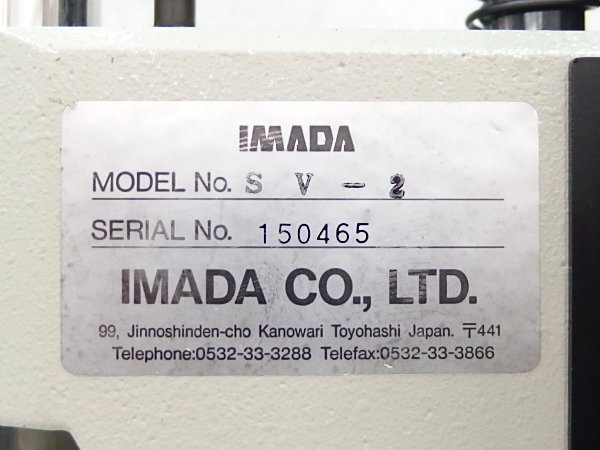 IMADA
MODEL No. S V - 2
SERIAL No. 150465
IMADA CO., LTD.
99, Jinnoshinden-cho Kanowari Toyohashi Japan. 〒441
Telephone:0532-33-3288 Telefax:0532-33-3866